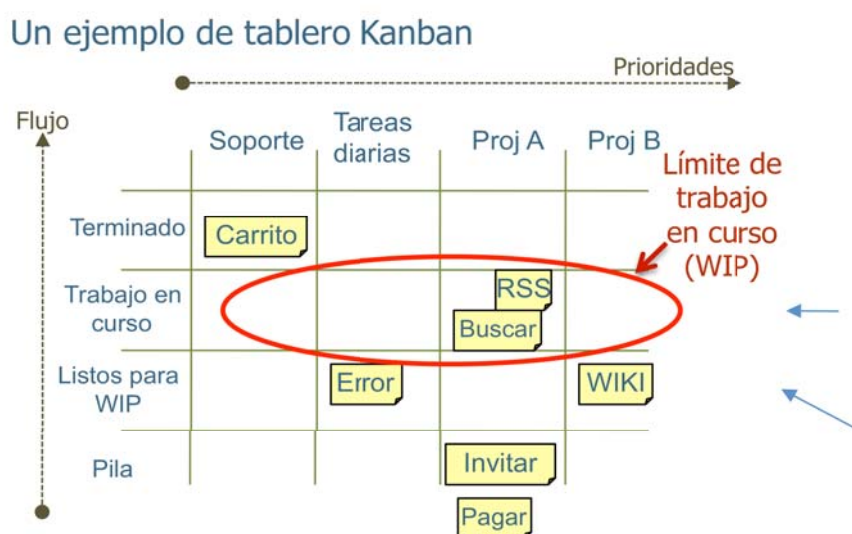 Un ejemplo de tablero Kanban
Prioridades
Flujo
Soporte
Tareas
diarias
Proj A
Proj B
Límite de
trabajo
en curso
(WIP)
Terminado
Carrito
Trabajo en
curso
RSS
Buscar
Listos para
WIP
Error
WIKI
Pila
Invitar
Pagar